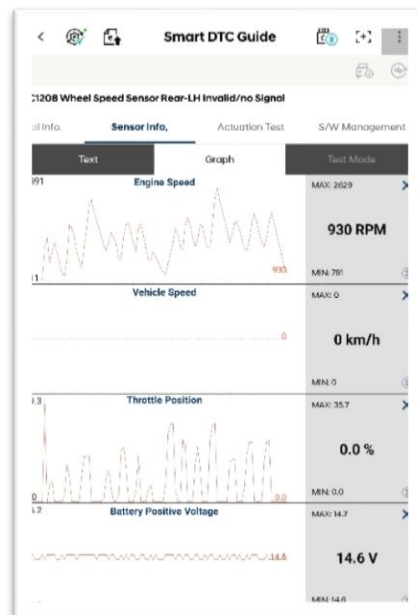 Smart DTC Guide
C1208 Wheel Speed Sensor Rear-LH Invalid/no Signal
Info. Sensor Info, Actuation Test S/W Management
Text Graph Test Mode
Engine Speed MAX: 2629
930 RPM
930
MIN: 791
Vehicle Speed MAX: 0
0 0 km/h
MIN: 0
Throttle Position MAX: 35.7
0.0 %
0.0
MIN: 0.0
Battery Positive Voltage MAX: 14.7
14.6 14.6 V
MIN: 14.6